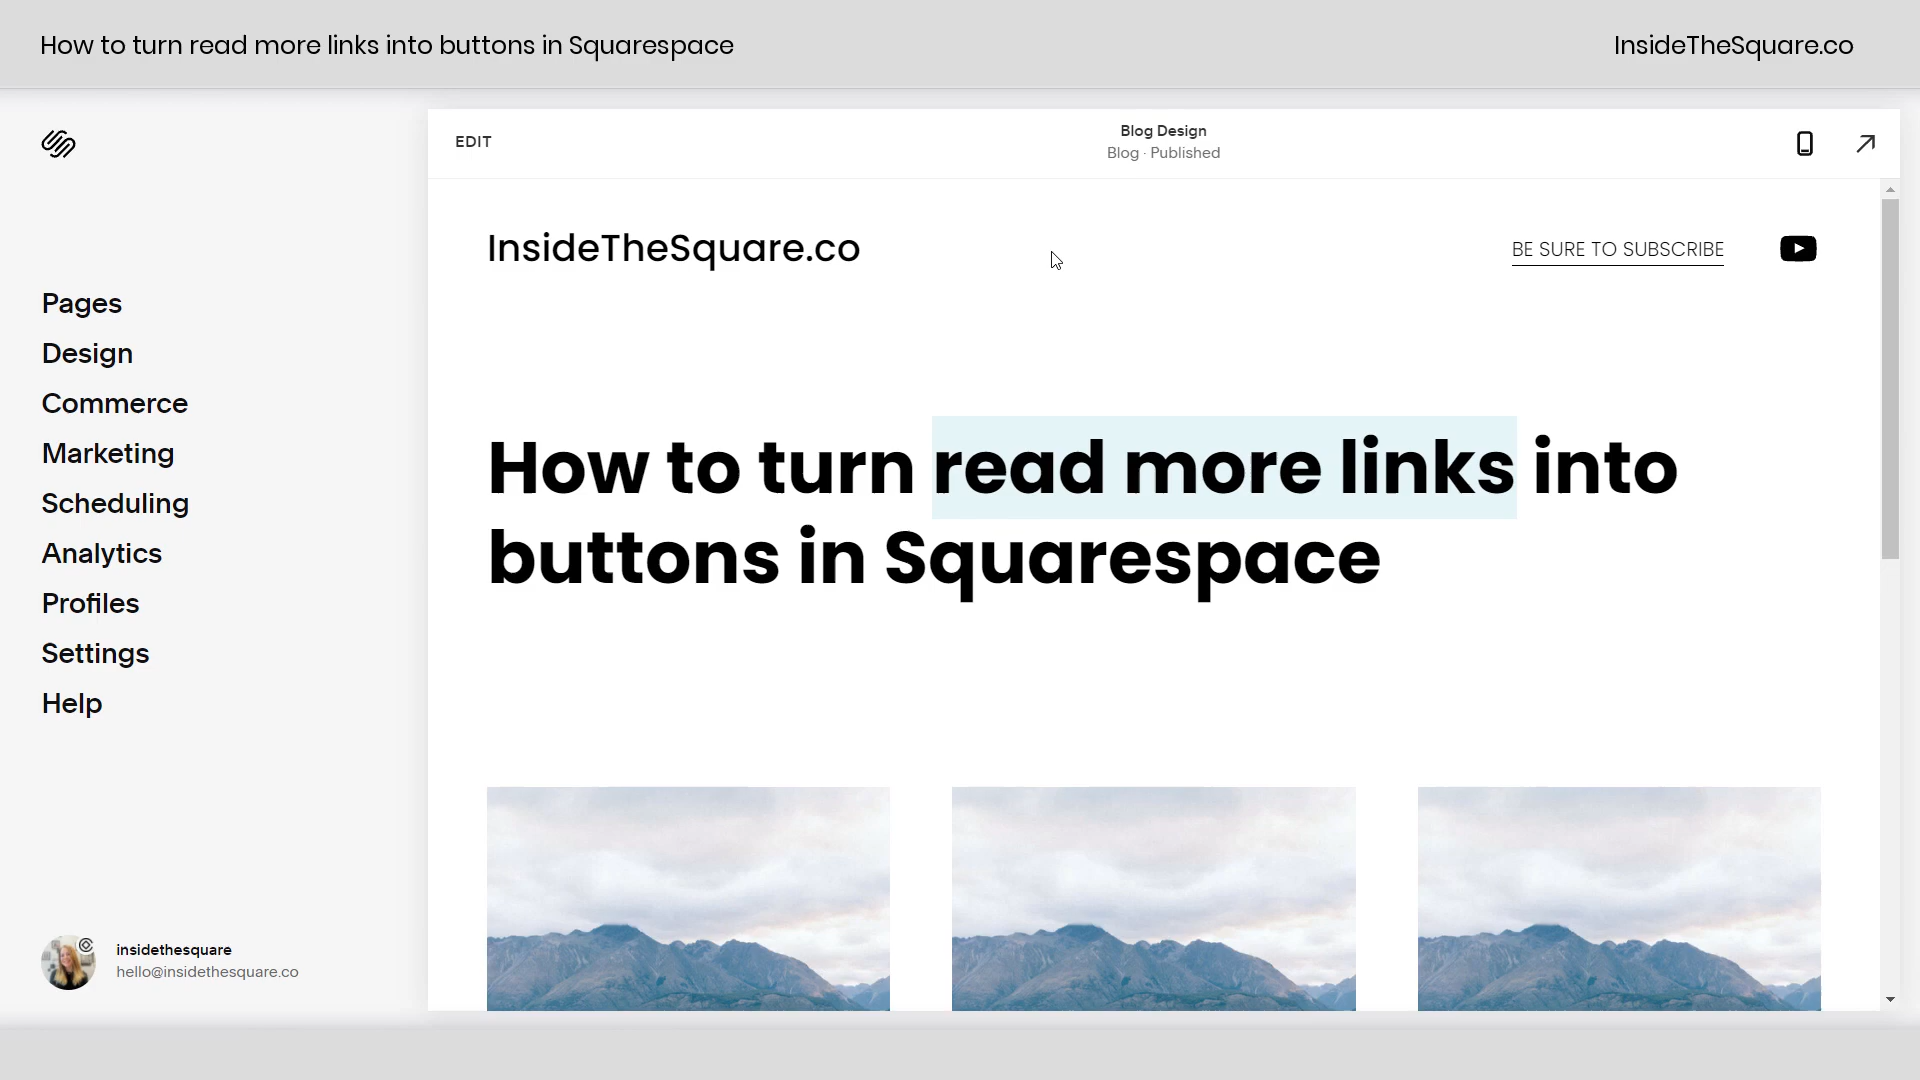 How to turn read more links into buttons in Squarespace
InsideTheSquare.co
EDIT
Blog Design
Blog · Published
InsideTheSquare.co
BE SURE TO SUBSCRIBE
Pages
Design
Commerce
Marketing
Scheduling
Analytics
Profiles
Settings
Help
How to turn read more links into
buttons in Squarespace
insidethesquare
hello@insidethesquare.co